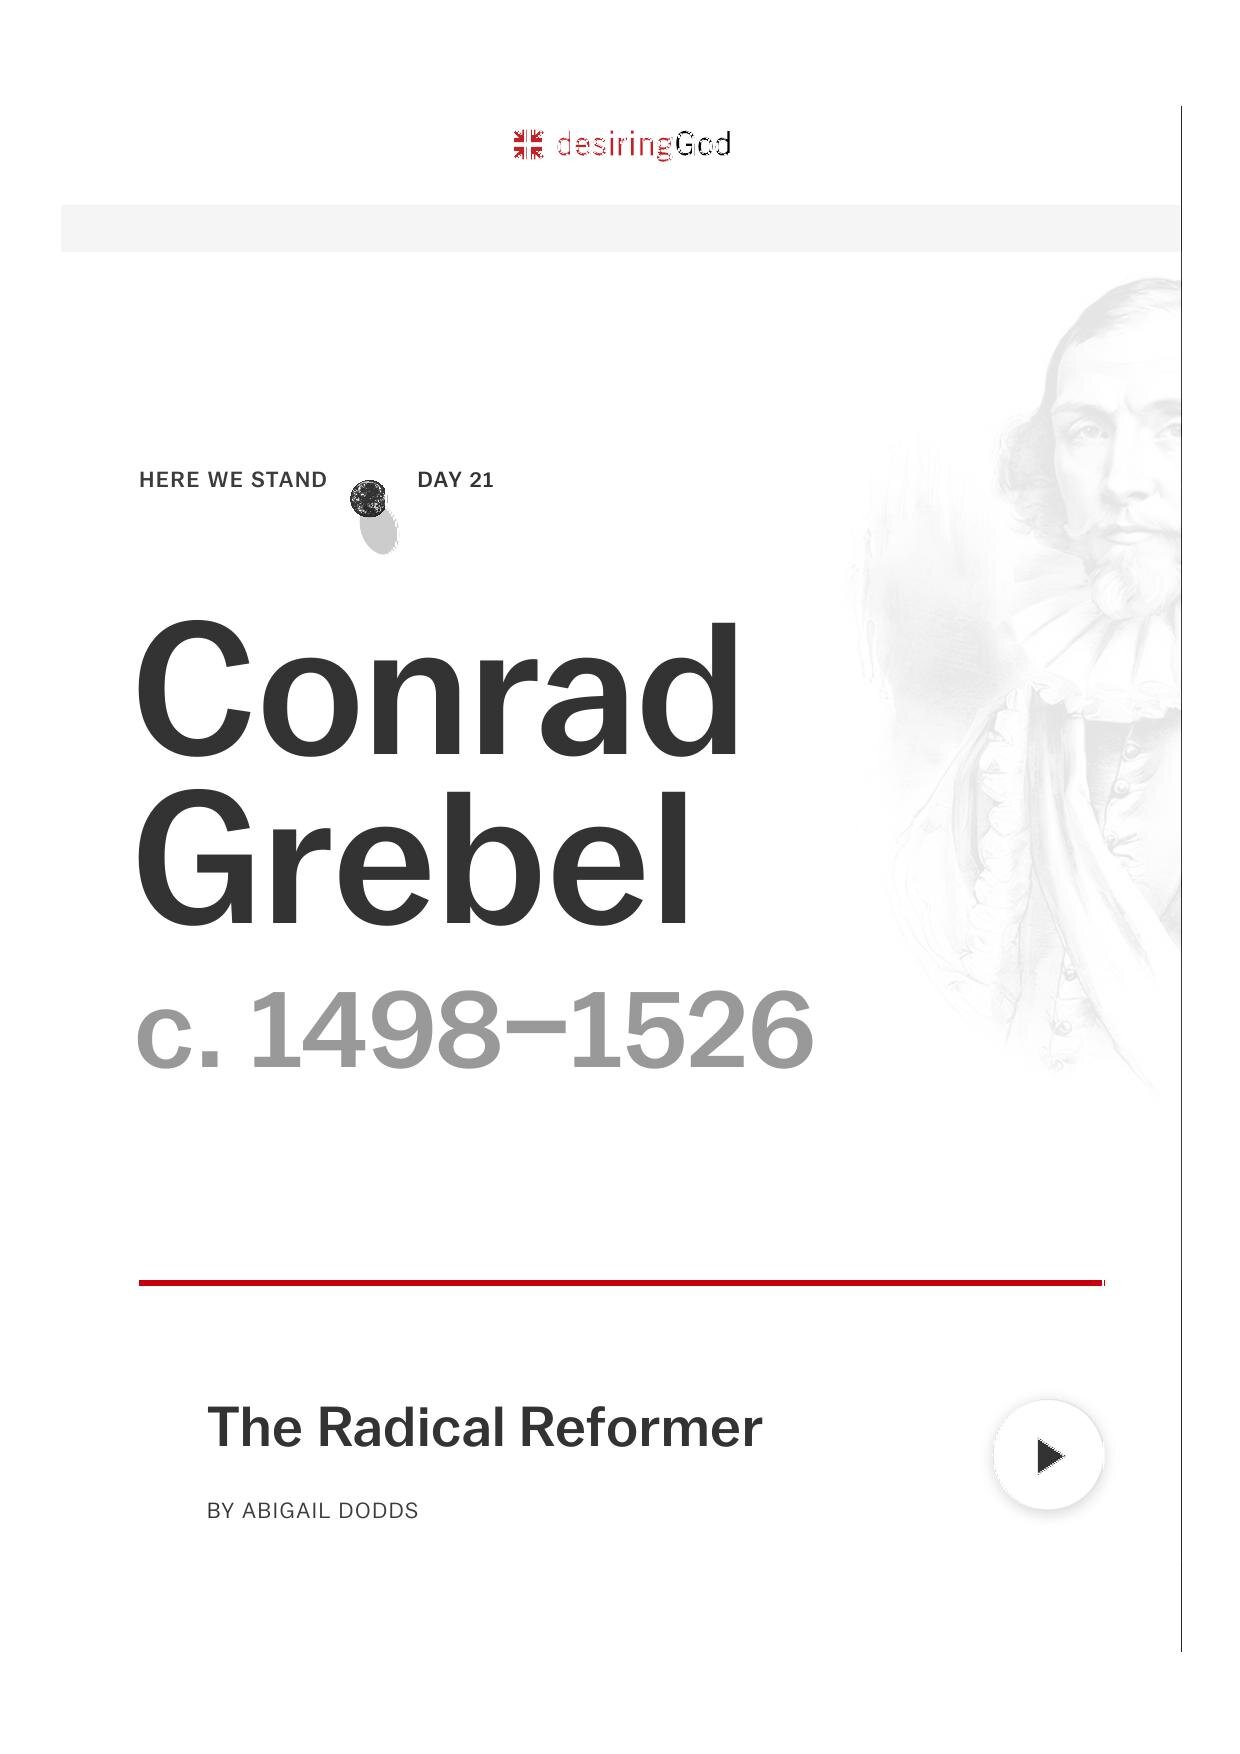 desiringGod
HERE WE STAND DAY 21
Conrad
Grebel
c. 1498–1526
The Radical Reformer
BY ABIGAIL DODDS